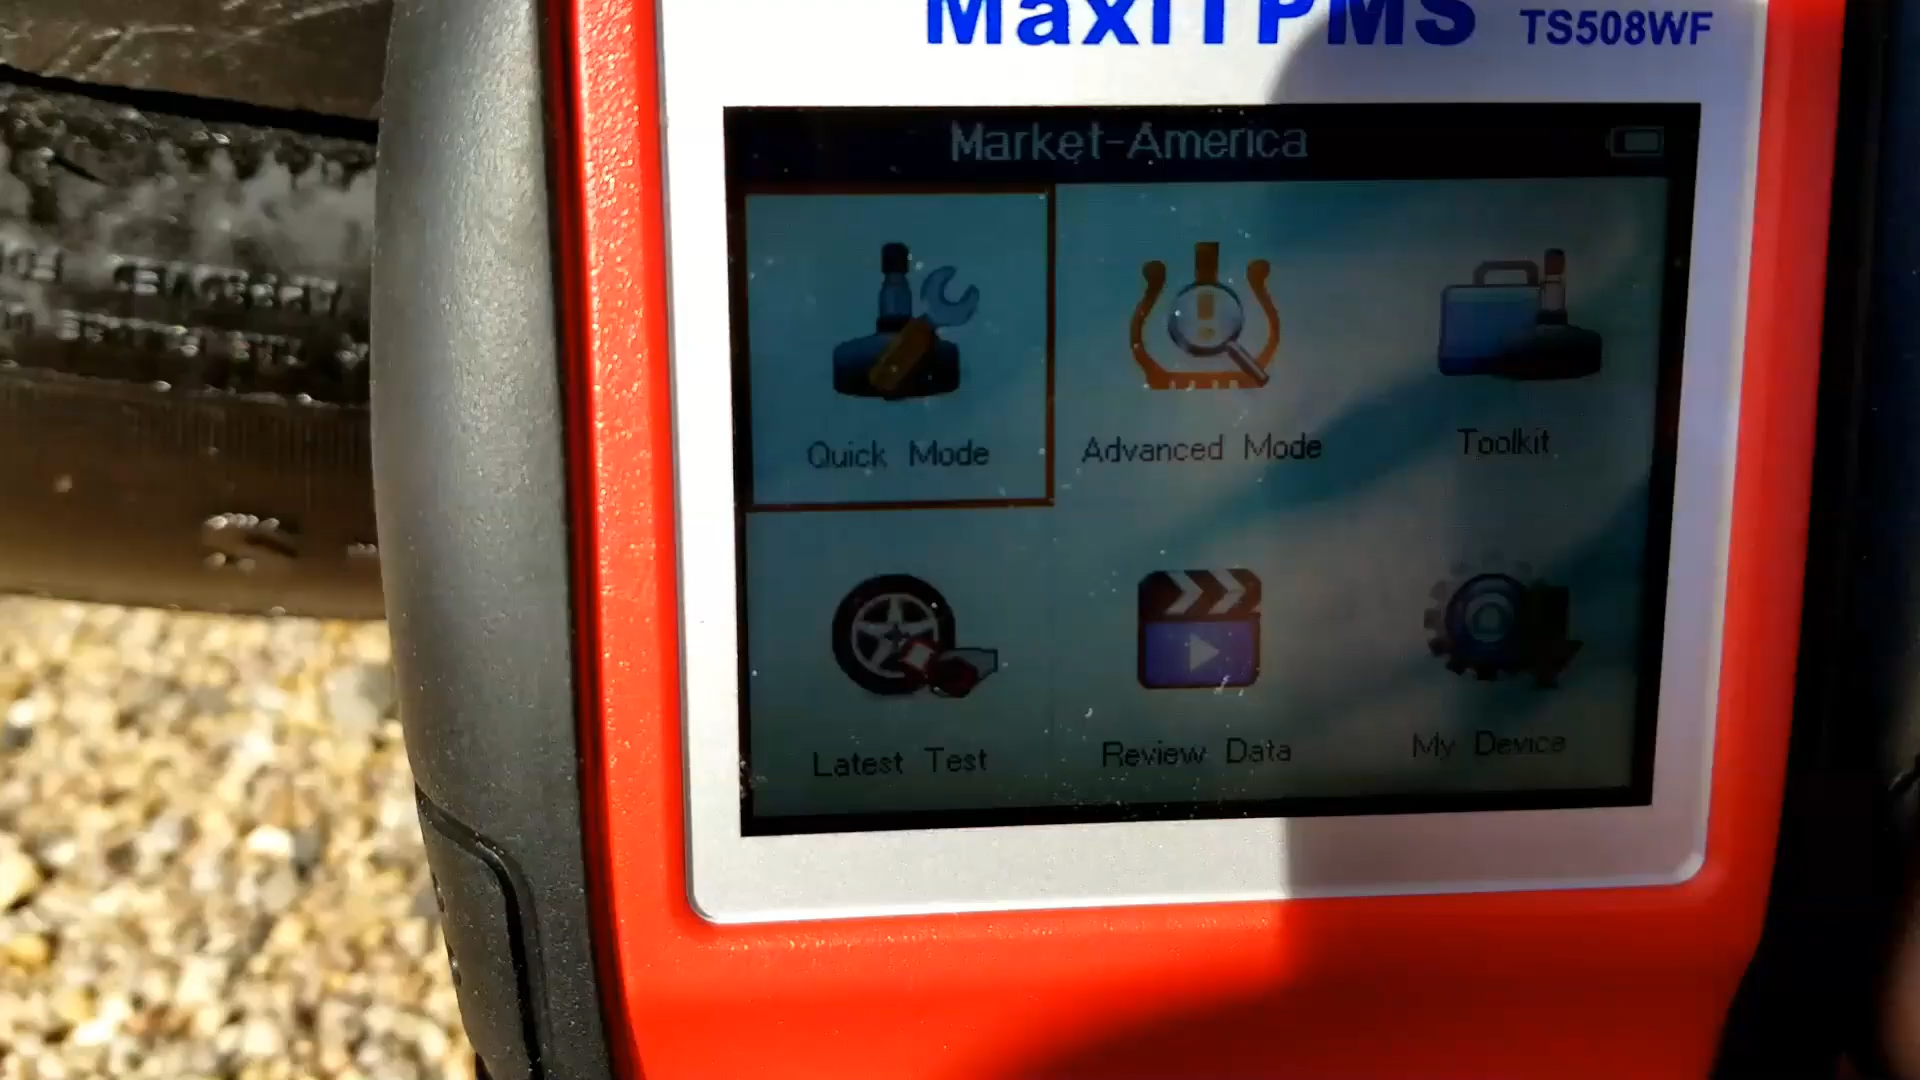 MaxiTPMS TS508WF
Market-America
Quick Mode
Advanced Mode
Toolkit
Latest Test
Review Data
My Device